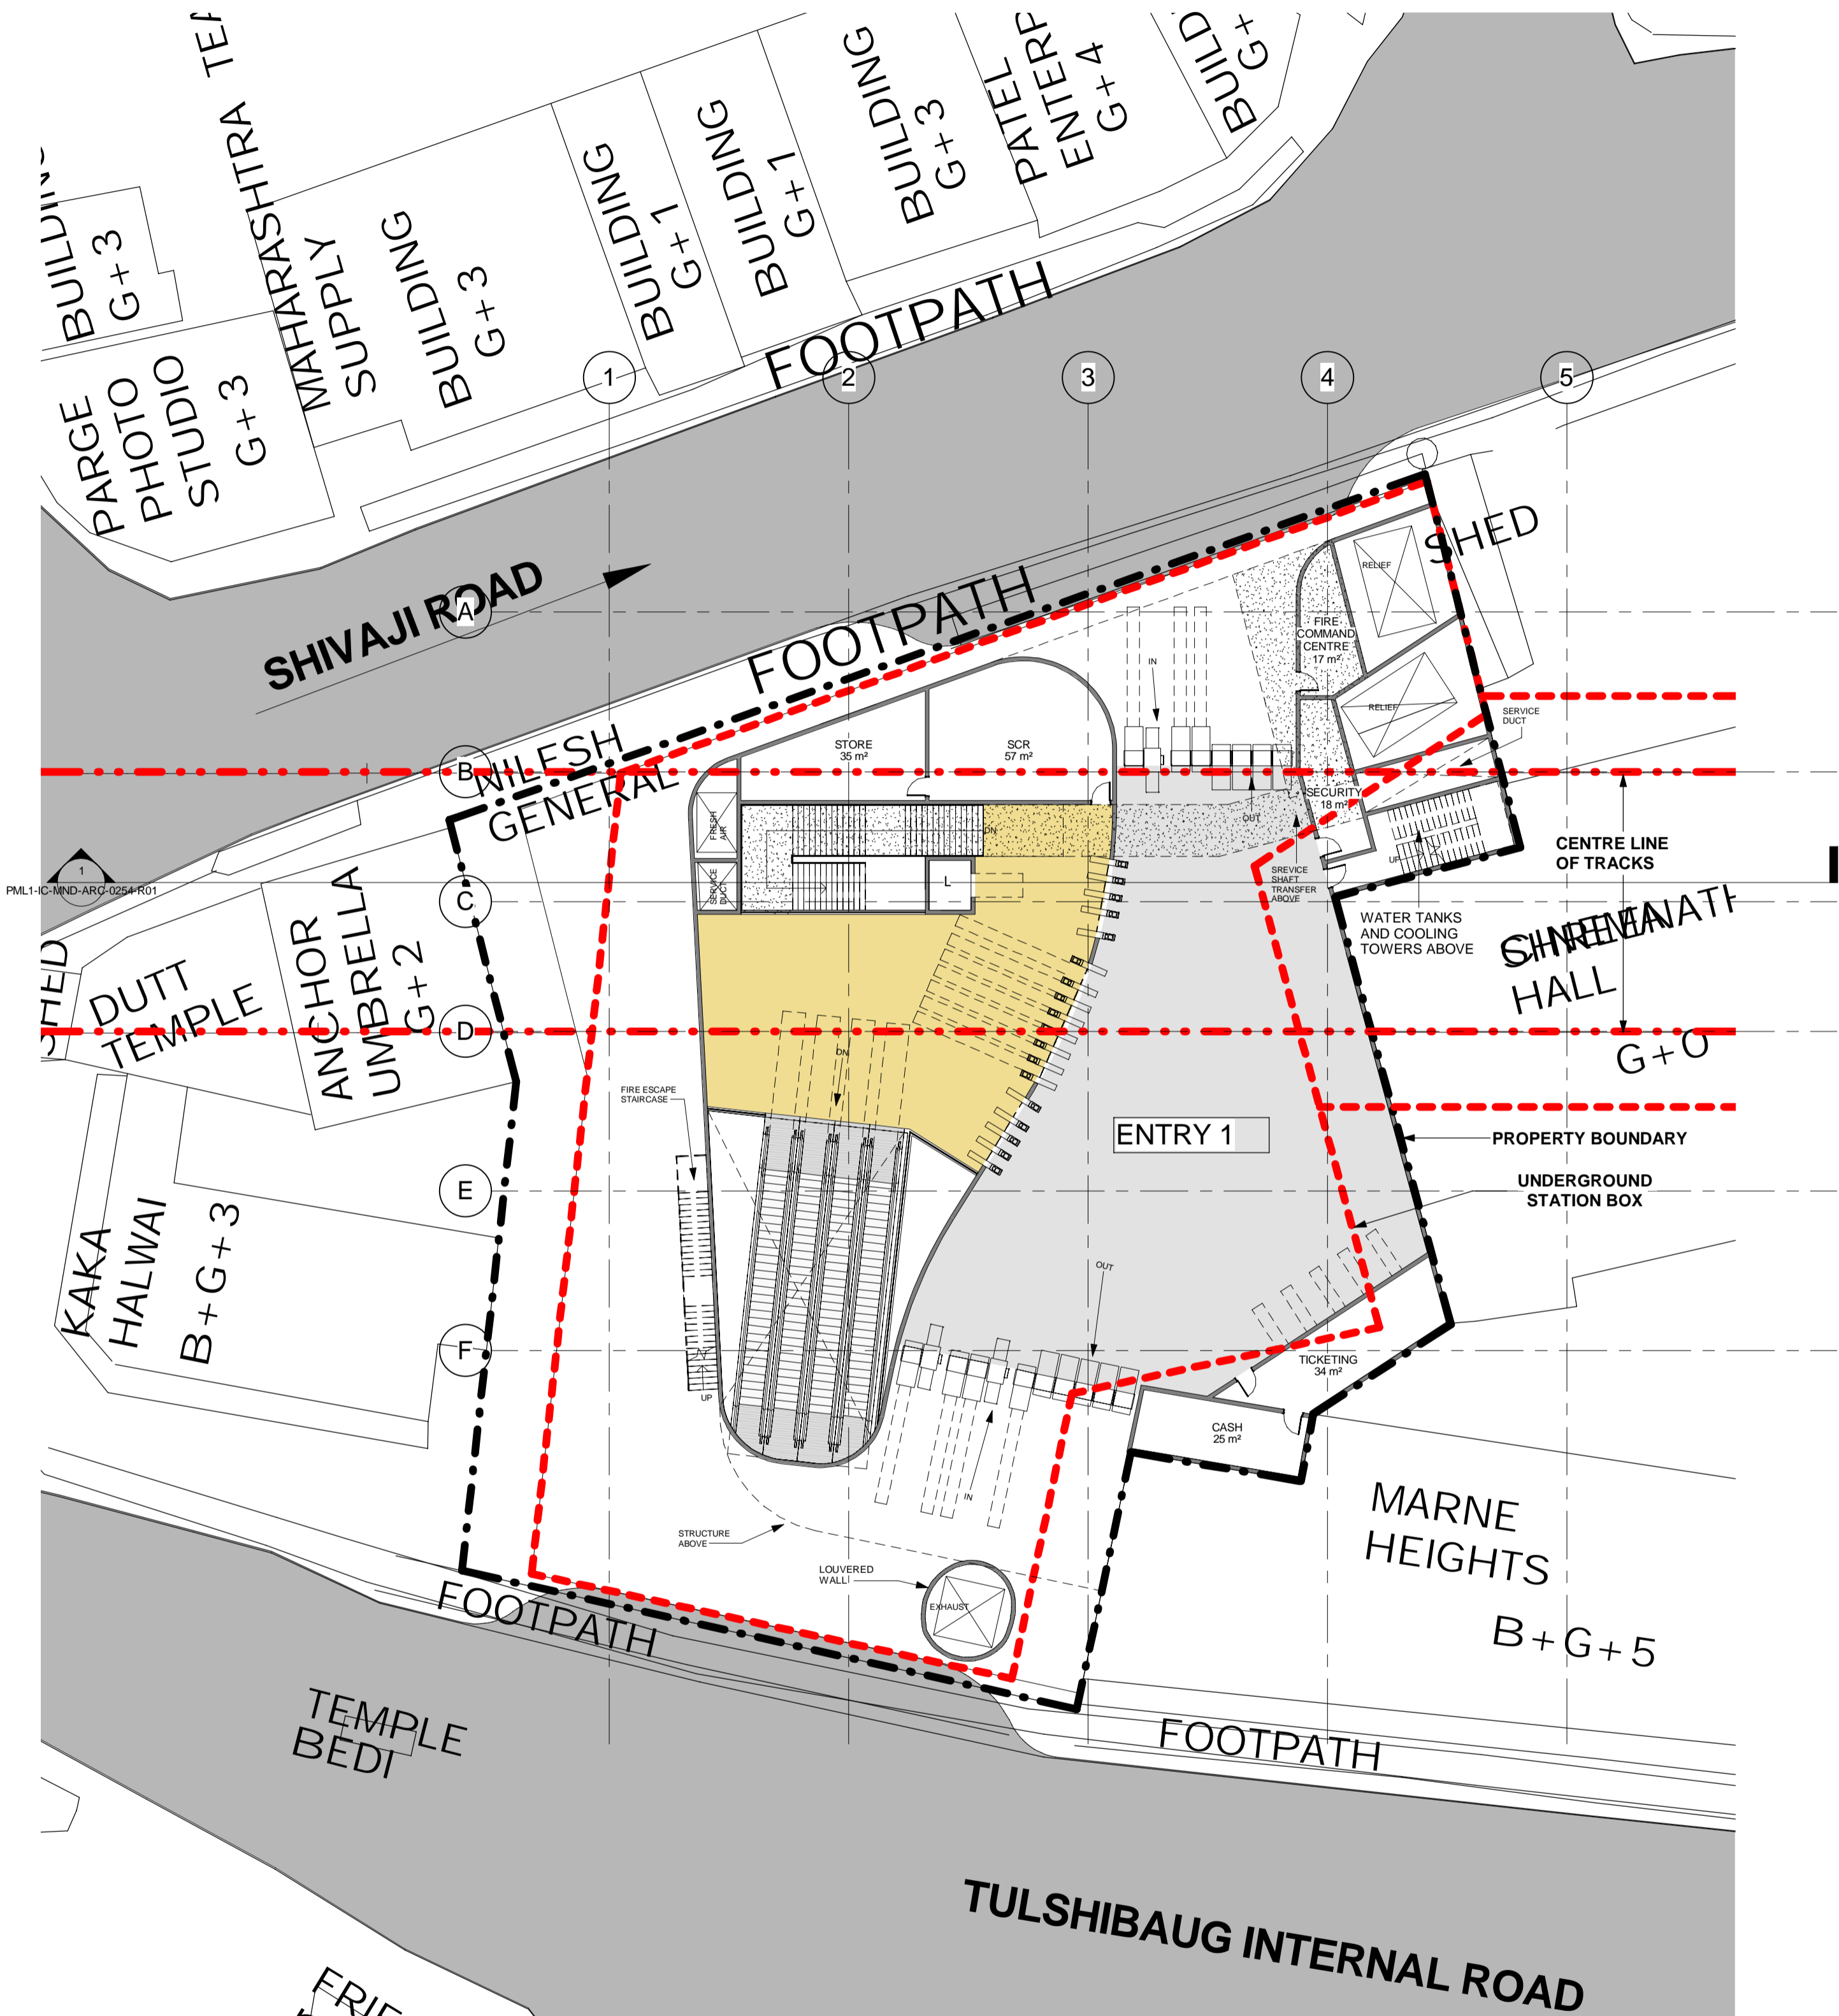 BUILDING
G+3
MAHARASHTRA
SUPPLY
BUILDING
G+3
BUILDING
G+1
BUILDING
G+1
BUILDING
G+3
PATEL
G+4
PARGE
PHOTO
STUDIO
G+3
FOOTPATH
1
2
3
4
5
SHIVAJI ROAD
A
FOOTPATH
SHED
RELIEF
FIRE
COMMAND
CENTRE
17 m²
IN
RELIEF
SERVICE
DUCT
STORE
35 m²
SCR
57 m²
B
NILESH
GENERAL
SECURITY
18 m²
OUT
FRESH
AIR
DN
UP
CENTRE LINE
OF TRACKS
1
PML1-IC-MND-ARC-0254-R01
SERVICE
DUCT
L
SREVICE
SHAFT
TRANSFER
ABOVE
C
WATER TANKS
AND COOLING
TOWERS ABOVE
HALL
SHED
DUTT
TEMPLE
ANCHOR
UMBRELLA
G+2
D
G+0
DN
FIRE ESCAPE
STAIRCASE
ENTRY 1
PROPERTY BOUNDARY
UNDERGROUND
STATION BOX
E
KAKA
HALWAI
B+G+3
OUT
F
TICKETING
34 m²
UP
CASH
25 m²
IN
STRUCTURE
ABOVE
LOUVERED
WALL
EXHAUST
MARNE
HEIGHTS
B+G+5
FOOTPATH
TEMPLE
BEDI
FOOTPATH
TULSHIBAUG INTERNAL ROAD